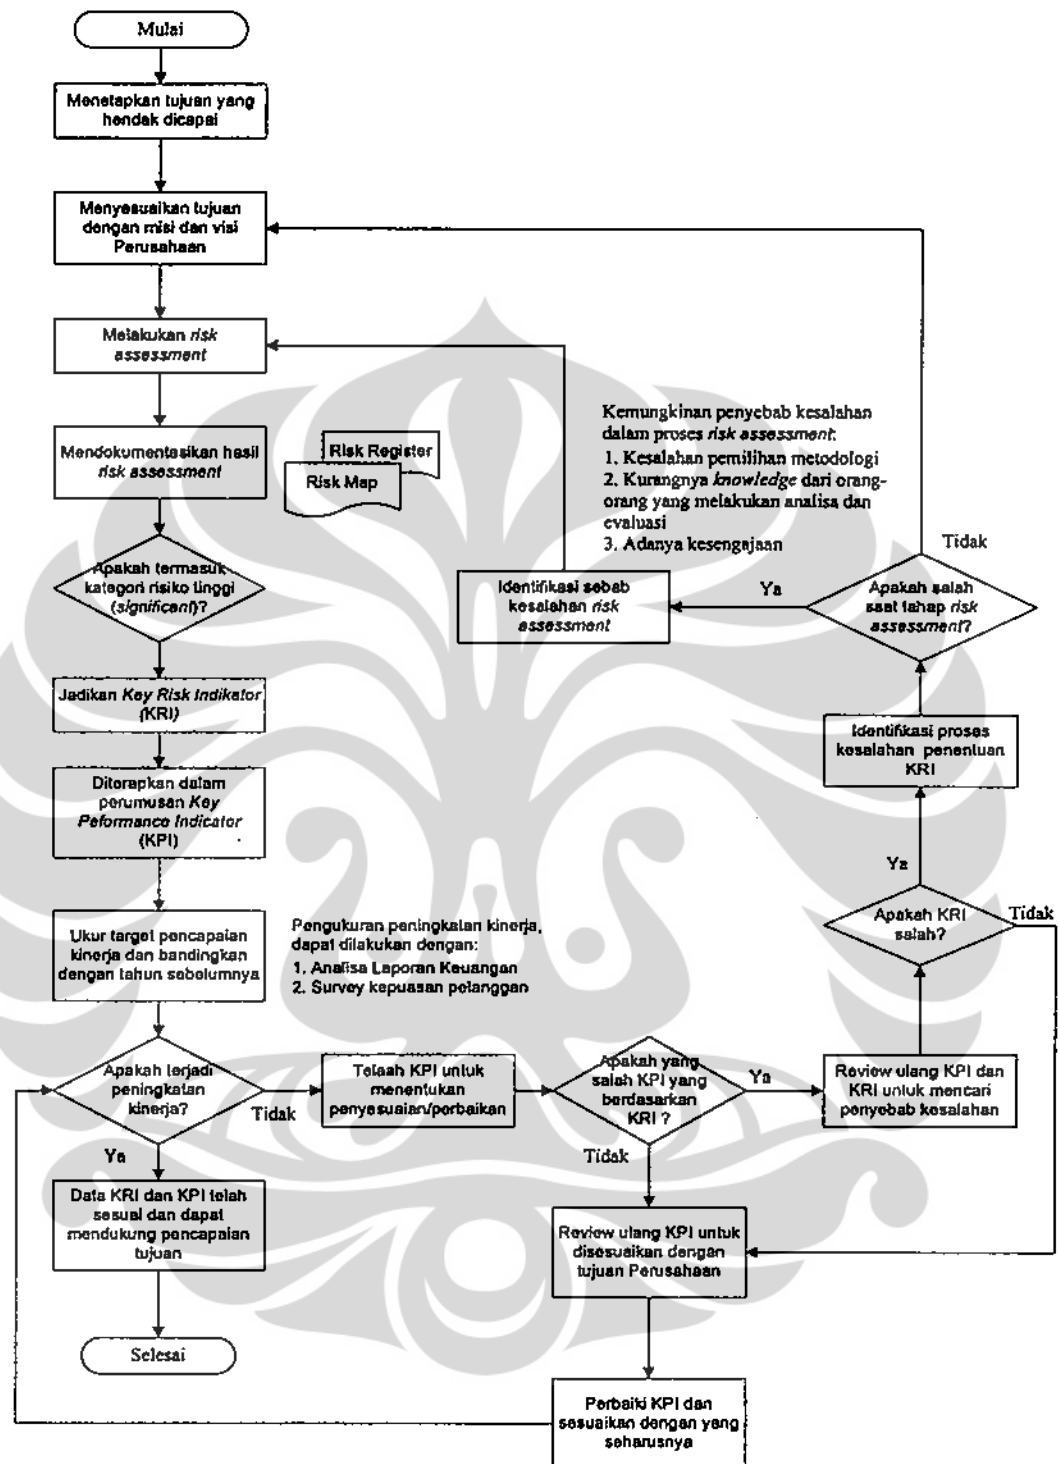 Mulai
Menetapkan tujuan yang
hendak dicapai
Menyesuaikan tujuan
dengan misi dan visi
Perusahaan
Melakukan risk
assessment
Mendokumentasikan hasil
risk assessment
Risk Register
Risk Map
Apakah termasuk
kategori risiko tinggi
(significant)?
Jadikan Key Risk Indikator
(KRI)
Diterapkan dalam
perumusan Key
Peformance Indicator
(KPI)
Ukur target pencapaian
kinerja dan bandingkan
dengan tahun sebelumnya
Pengukuran peningkatan kinerja,
dapat dilakukan dengan:
1. Analisa Laporan Keuangan
2. Survey kepuasan pelanggan
Apakah terjadi
peningkatan
kinerja?
Tidak
Ya
Data KRI dan KPI telah
sesuai dan dapat
mendukung pencapaian
tujuan
Selesai
Telaah KPI untuk
menentukan
penyesuaian/perbaikan
Apakah yang
salah KPI yang
berdasarkan
KRI ?
Ya
Tidak
Review ulang KPI dan
KRI untuk mencari
penyebab kesalahan
Review ulang KPI untuk
disesuaikan dengan
tujuan Perusahaan
Perbaiki KPI dan
sesuaikan dengan yang
seharusnya
Apakah KRI
salah?
Tidak
Ya
Identifikasi proses
kesalahan penentuan
KRI
Apakah salah
saat tahap risk
assessment?
Tidak
Ya
Identifikasi sebab
kesalahan risk
assessment
Kemungkinan penyebab kesalahan
dalam proses risk assessment:
1. Kesalahan pemilihan metodologi
2. Kurangnya knowledge dari orang-
orang yang melakukan analisa dan
evaluasi
3. Adanya kesengajaan